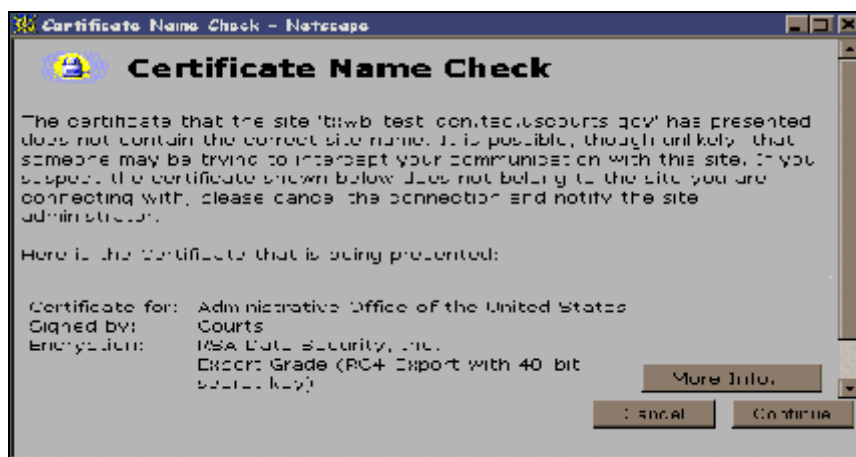 Certificate Name Check - Netscape
Certificate Name Check
The certificate that the site has presented
does not contain the correct site name. It is possible, though unlikely, that
someone may be trying to intercept your communication with this site. If you
suspect the certificate shown below does not belong to the site you are
connecting with, please cancel the connection and notify the site
administrator.
Here is the Certificate that is being presented:
Certificate for: Administrative Office of the United States
Signed by: Courts
Encryption: RSA Data Security, Inc.
Export Grade (RC4-Export with 40-bit
secret key)
More Info.
Cancel Continue